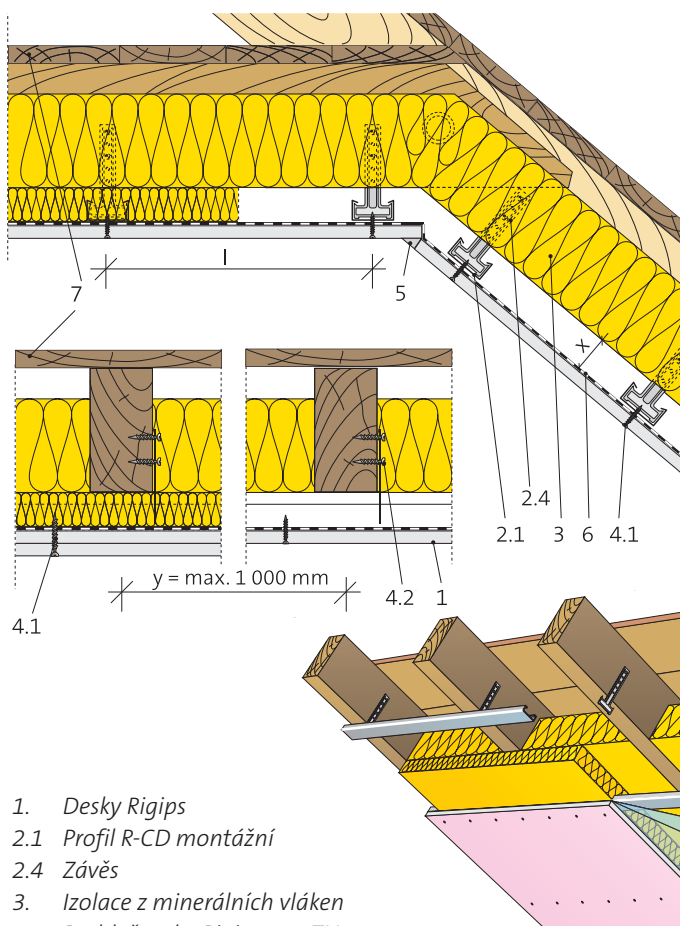 l
7
5
x
2.4
2.1
3
6
4.1
y = max. 1 000 mm
4.2
1
4.1
1. Desky Rigips
2.1 Profil R-CD montážní
2.4 Závěs
3. Izolace z minerálních vláken